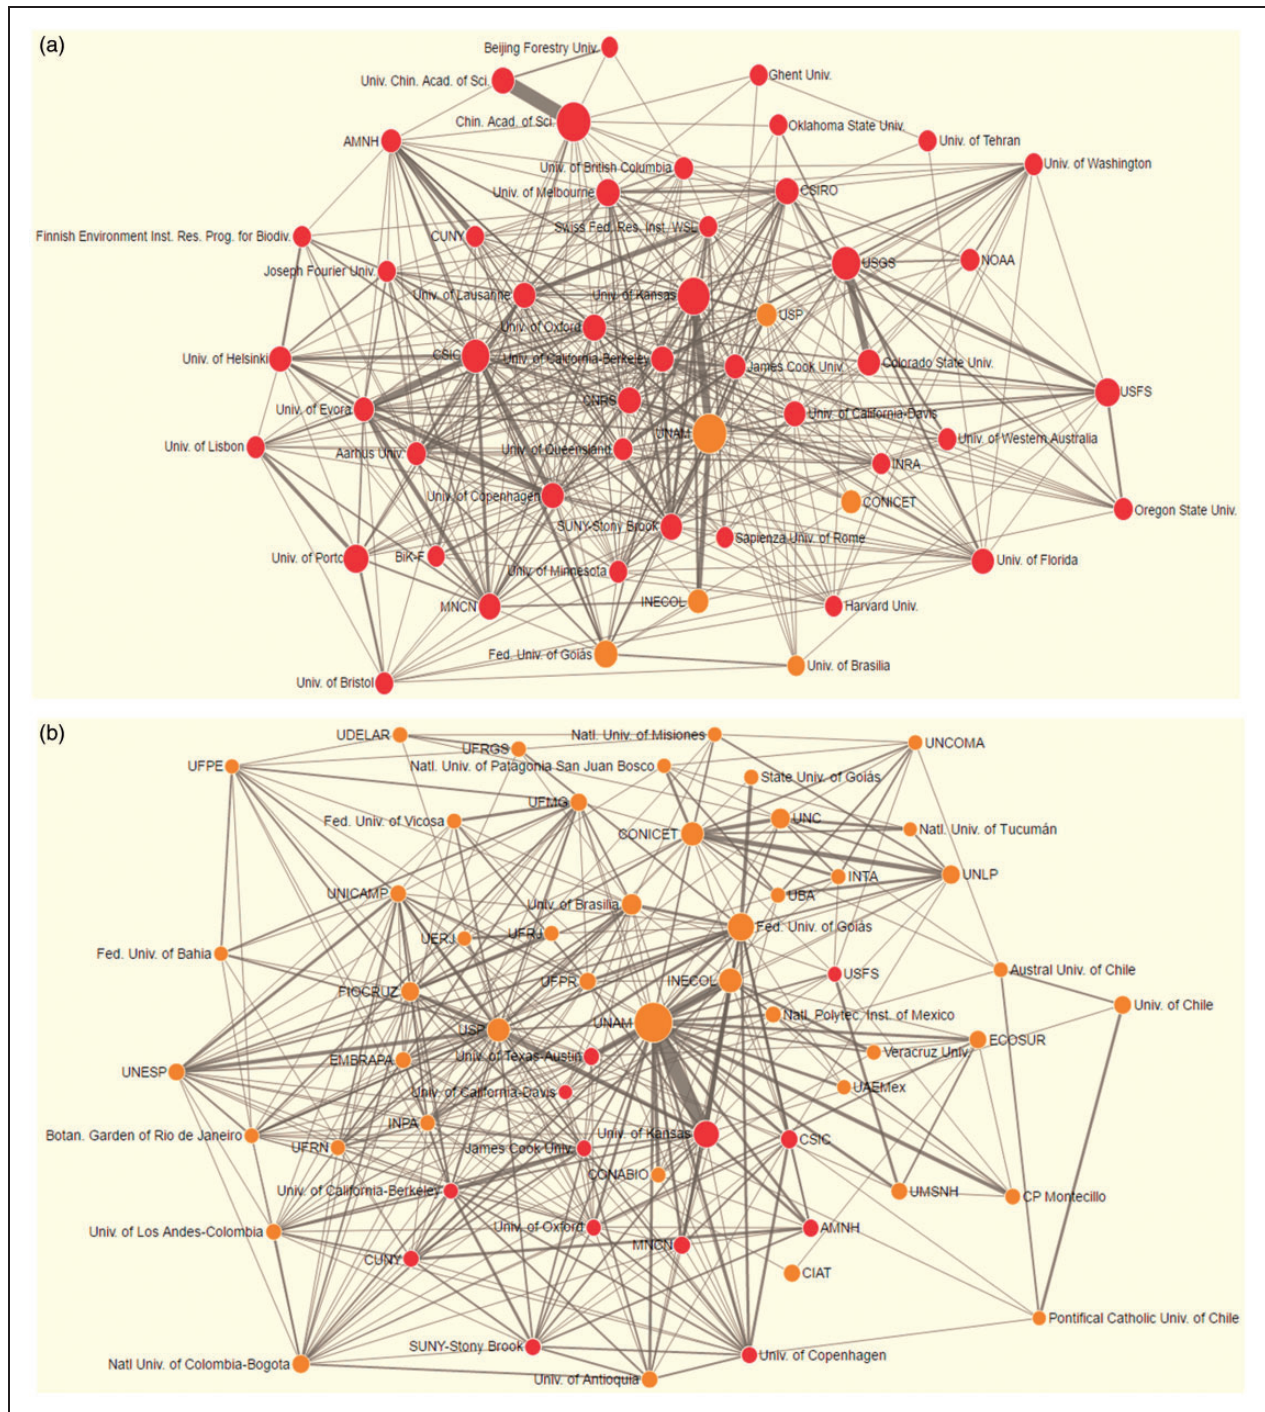 (a)
Beijing Forestry Univ.
Ghent Univ.
Univ. Chin. Acad. of Sci.
Chin. Acad. of Sci.
Oklahoma State Univ.
AMNH
Univ. of Tehran
Univ. of British Columbia
Univ. of Washington
Univ. of Melbourne
CSIRO
Swiss Fed. Res. Inst. WSL
Finnish Environment Inst. Res. Prog. for Biodiv.
CUNY
NOAA
USGS
Joseph Fourier Univ.
Univ. of Lausanne
Univ. of Kansas
USP
Univ. of Oxford
Univ. of Helsinki
CSIC
Univ. of California-Berkeley
James Cook Univ.
Colorado State Univ.
USFS
CNRS
Univ. of Evora
Univ. of California-Davis
UNAM
Univ. of Western Australia
Univ. of Lisbon
Aarhus Univ.
Univ. of Queensland
INRA
Univ. of Copenhagen
CONICET
Oregon State Univ.
SUNY-Stony Brook
Sapienza Univ. of Rome
Univ. of Porto
BiK-F
Univ. of Florida
Univ. of Minnesota
INECOL
MNCN
Harvard Univ.
Fed. Univ. of Goiás
Univ. of Brasilia
Univ. of Bristol
(b)
UDELAR
Natl. Univ. of Misiones
UFRGS
UNCOMA
UFPE
Natl. Univ. of Patagonia San Juan Bosco
State Univ. of Goiás
UFMG
Fed. Univ. of Vicosa
UNC
CONICET
Natl. Univ. of Tucumán
INTA
UNLP
UNICAMP
UBA
Univ. of Brasilia
Fed. Univ. of Goiás
UERJ
UFRJ
Fed. Univ. of Bahia
UFPR
INECOL
USFS
Austral Univ. of Chile
FIOCRUZ
Univ. of Chile
Natl. Polytec. Inst. of Mexico
USP
UNAM
ECOSUR
Univ. of Texas-Austin
Veracruz Univ.
EMBRAPA
UNESP
Univ. of California-Davis
UAEMex
INPA
Botan. Garden of Rio de Janeiro
Univ. of Kansas
CSIC
UFRN
James Cook Univ.
CONABIO
Univ. of California-Berkeley
UMSNH
CP Montecillo
Univ. of Los Andes-Colombia
Univ. of Oxford
AMNH
MNCN
CUNY
CIAT
Pontifical Catholic Univ. of Chile
SUNY-Stony Brook
Univ. of Copenhagen
Natl Univ. of Colombia-Bogota
Univ. of Antioquia